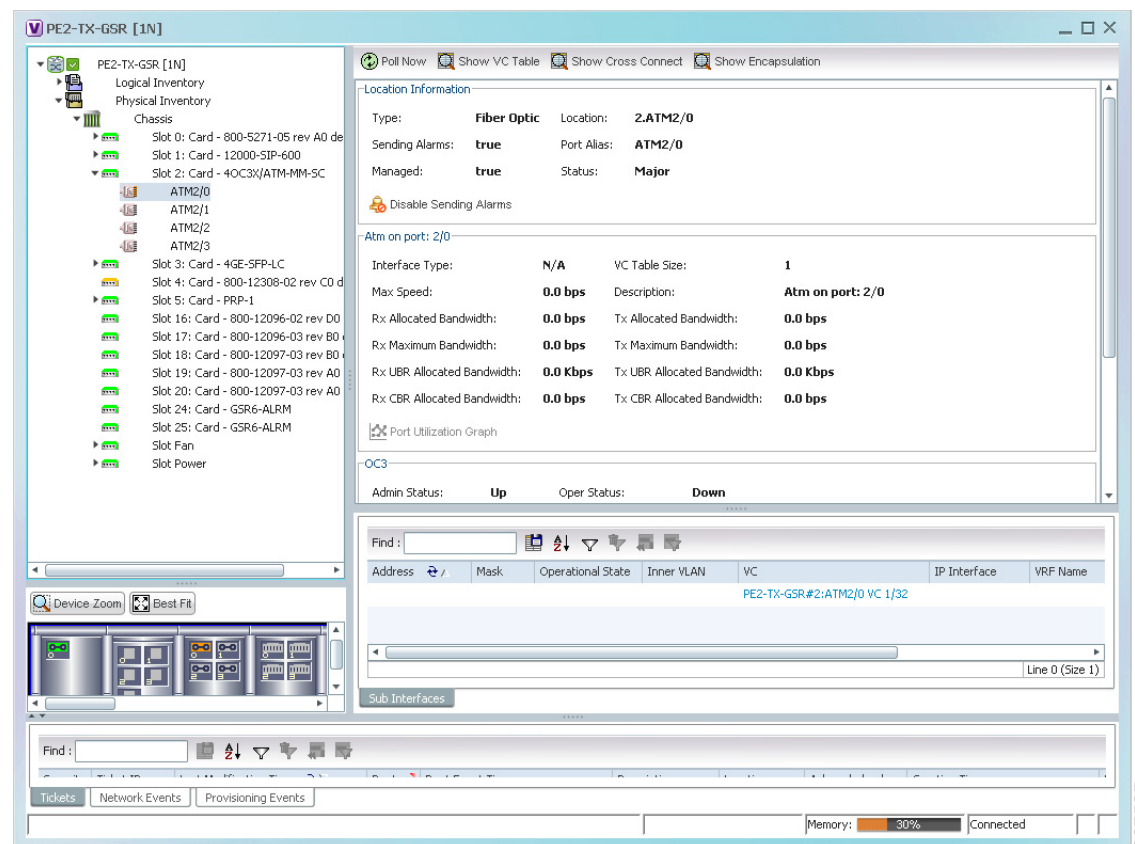 PE2-TX-GSR [1N]
PE2-TX-GSR [1N]
Logical Inventory
Physical Inventory
Chassis
Slot 0: Card - 800-5271-05 rev A0 de
Slot 1: Card - 12000-SIP-600
Slot 2: Card - 4OC3X/ATM-MM-SC
ATM2/0
ATM2/1
ATM2/2
ATM2/3
Slot 3: Card - 4GE-SFP-LC
Slot 4: Card - 800-12308-02 rev C0 d
Slot 5: Card - PRP-1
Slot 16: Card - 800-12096-02 rev D0
Slot 17: Card - 800-12096-03 rev B0
Slot 18: Card - 800-12097-03 rev B0
Slot 19: Card - 800-12097-03 rev A0
Slot 20: Card - 800-12097-03 rev A0
Slot 24: Card - GSR6-ALRM
Slot 25: Card - GSR6-ALRM
Slot Fan
Slot Power
Device Zoom Best Fit
Poll Now Show VC Table Show Cross Connect Show Encapsulation
Location Information
Type: Fiber Optic Location: 2.ATM2/0
Sending Alarms: true Port Alias: ATM2/0
Managed: true Status: Major
Disable Sending Alarms
Atm on port: 2/0
Interface Type: N/A VC Table Size: 1
Max Speed: 0.0 bps Description: Atm on port: 2/0
Rx Allocated Bandwidth: 0.0 bps Tx Allocated Bandwidth: 0.0 bps
Rx Maximum Bandwidth: 0.0 bps Tx Maximum Bandwidth: 0.0 bps
Rx UBR Allocated Bandwidth: 0.0 Kbps Tx UBR Allocated Bandwidth: 0.0 Kbps
Rx CBR Allocated Bandwidth: 0.0 bps Tx CBR Allocated Bandwidth: 0.0 bps
Port Utilization Graph
OC3
Admin Status: Up Oper Status: Down
Find :
Address Mask Operational State Inner VLAN VC IP Interface VRF Name
PE2-TX-GSR#2:ATM2/0 VC 1/32
Line 0 (Size 1)
Sub Interfaces
Find :
Tickets Network Events Provisioning Events
Memory: 30% Connected